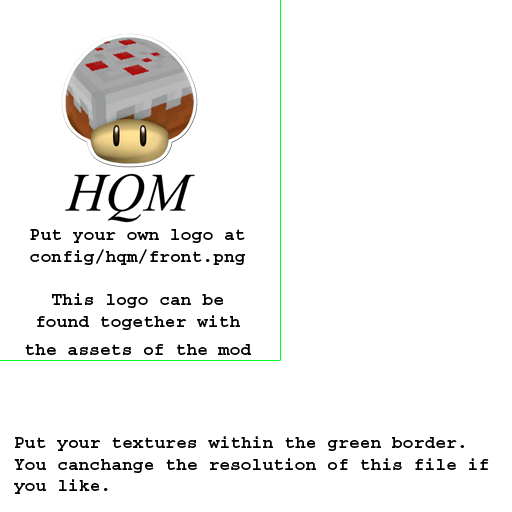 HQM
Put your own logo at
config/hqm/front.png
This logo can be
found together with
the assets of the mod
Put your textures within the green border.
You canchange the resolution of this file if
you like.